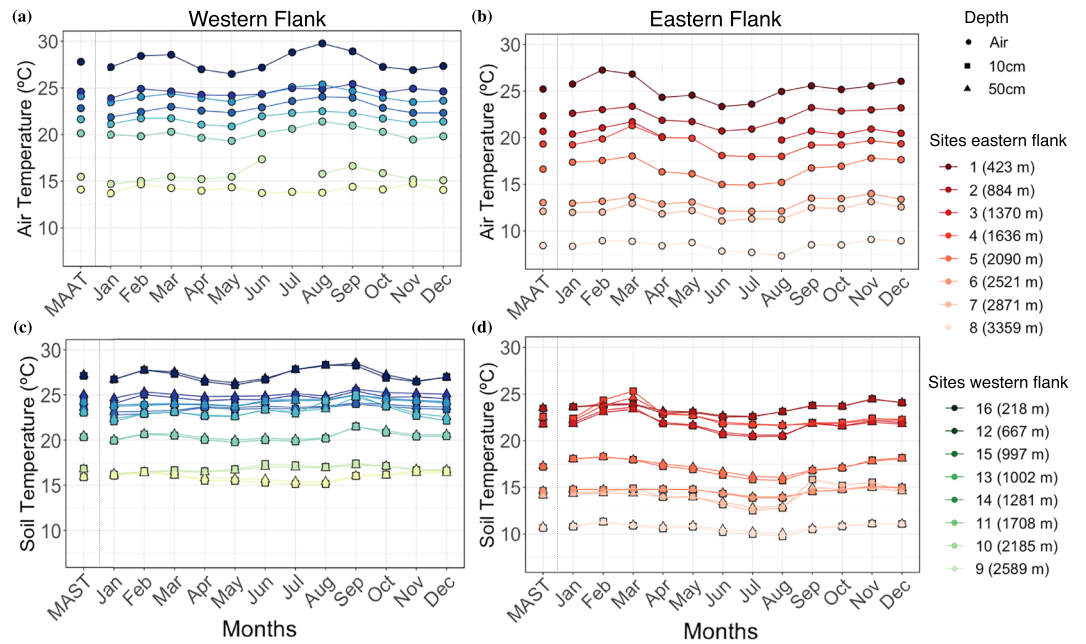 (a)
Western Flank
Air Temperature (ºC)
30
25
20
15
10
MAAT
Jan
Feb
Mar
Apr
May
Jun
Jul
Aug
Sep
Oct
Nov
Dec
(b)
Eastern Flank
Air Temperature (ºC)
30
25
20
15
10
MAAT
Jan
Feb
Mar
Apr
May
Jun
Jul
Aug
Sep
Oct
Nov
Dec
(c)
Soil Temperature (ºC)
30
25
20
15
10
MAST
Jan
Feb
Mar
Apr
May
Jun
Jul
Aug
Sep
Oct
Nov
Dec
Months
(d)
Soil Temperature (ºC)
30
25
20
15
10
MAST
Jan
Feb
Mar
Apr
May
Jun
Jul
Aug
Sep
Oct
Nov
Dec
Months
Depth
Air
10cm
50cm
Sites eastern flank
1 (423 m)
2 (884 m)
3 (1370 m)
4 (1636 m)
5 (2090 m)
6 (2521 m)
7 (2871 m)
8 (3359 m)
Sites western flank
16 (218 m)
12 (667 m)
15 (997 m)
13 (1002 m)
14 (1281 m)
11 (1708 m)
10 (2185 m)
9 (2589 m)